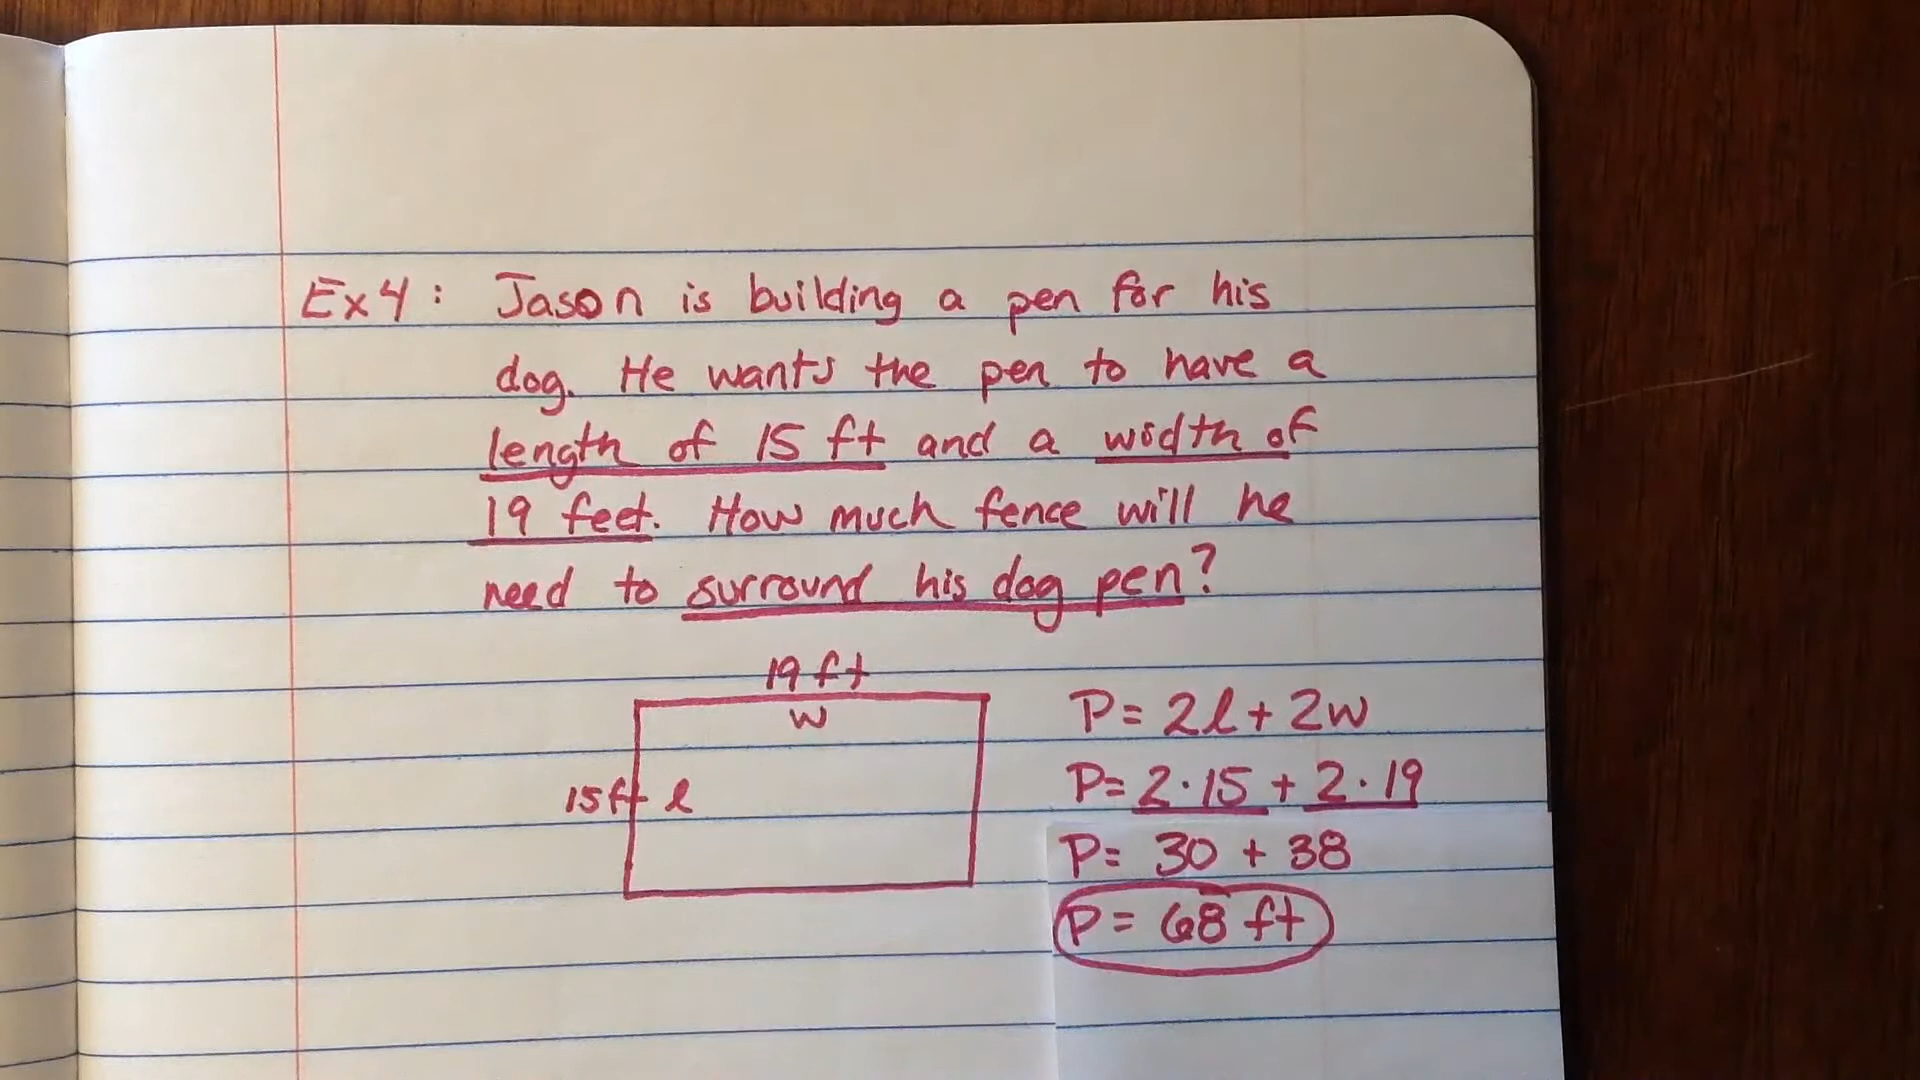 Ex 4: Jason is building a pen for his
dog. He wants the pen to have a
length of 15 ft and a width of
19 feet. How much fence will he
need to surround his dog pen?
19 ft
w
15 ft l
P = 2l + 2w
P = 2 · 15 + 2 · 19
P = 30 + 38
P = 68 ft